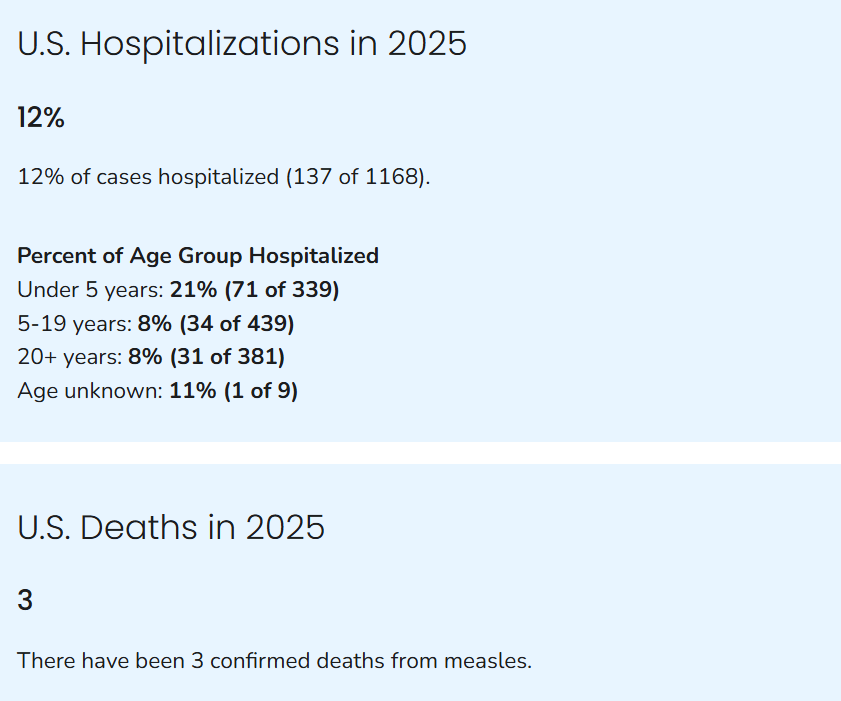 U.S. Hospitalizations in 2025
12%
12% of cases hospitalized (137 of 1168).
Percent of Age Group Hospitalized
Under 5 years: 21% (71 of 339)
5-19 years: 8% (34 of 439)
20+ years: 8% (31 of 381)
Age unknown: 11% (1 of 9)
U.S. Deaths in 2025
3
There have been 3 confirmed deaths from measles.